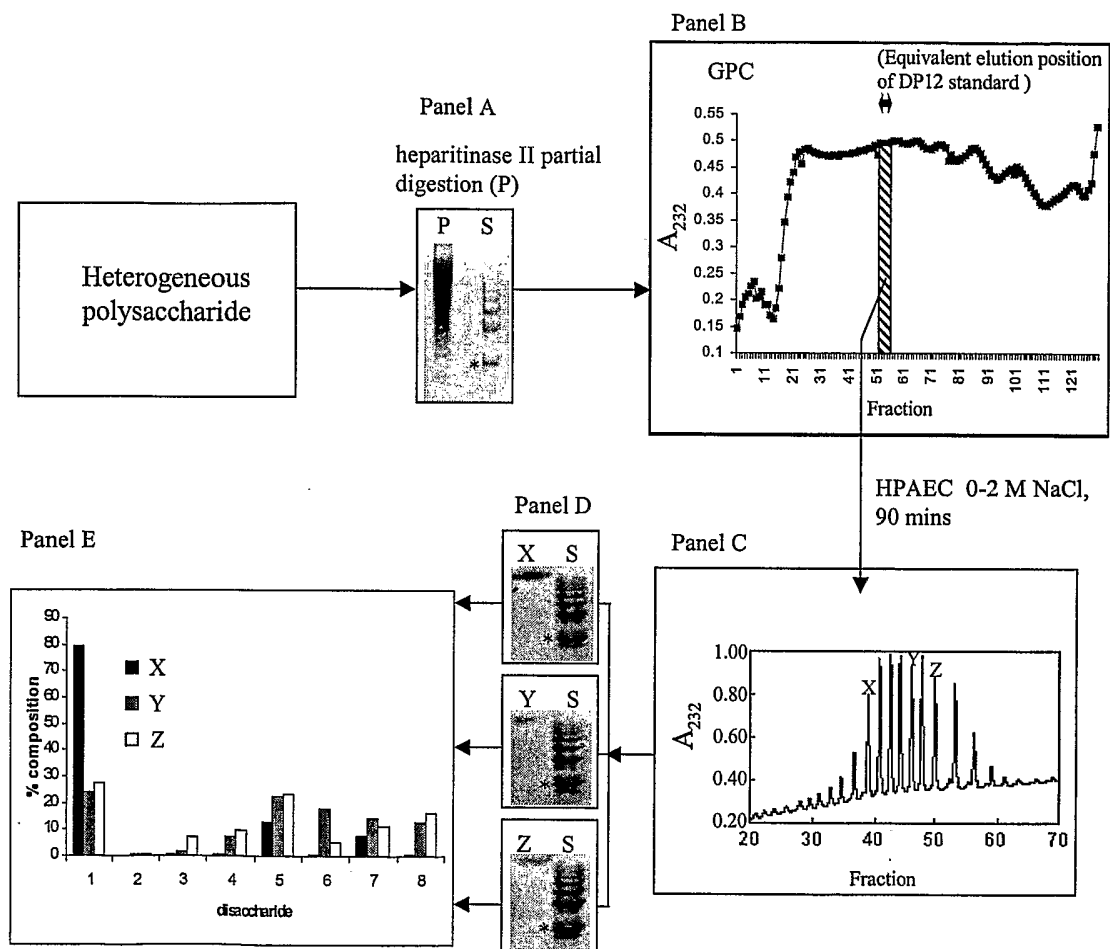 Panel B
(Equivalent elution position
of DP12 standard )
GPC
Panel A
heparitinase II partial
digestion (P)
P S
*
Heterogeneous
polysaccharide
0.55
0.5
0.45
0.4
0.35
0.3
0.25
0.2
0.15
0.1
A232
1 11 21 31 41 51 61 71 81 91 101 111 121
Fraction
HPAEC 0-2 M NaCl,
90 mins
Panel D
X S
*
Y S
*
Z S
*
Panel E
90
80
70
60
50
40
30
20
10
0
% composition
X
Y
Z
1 2 3 4 5 6 7 8
disaccharide
Panel C
1.00
0.80
0.60
0.40
0.20
A232
X Y Z
20 30 40 50 60 70
Fraction